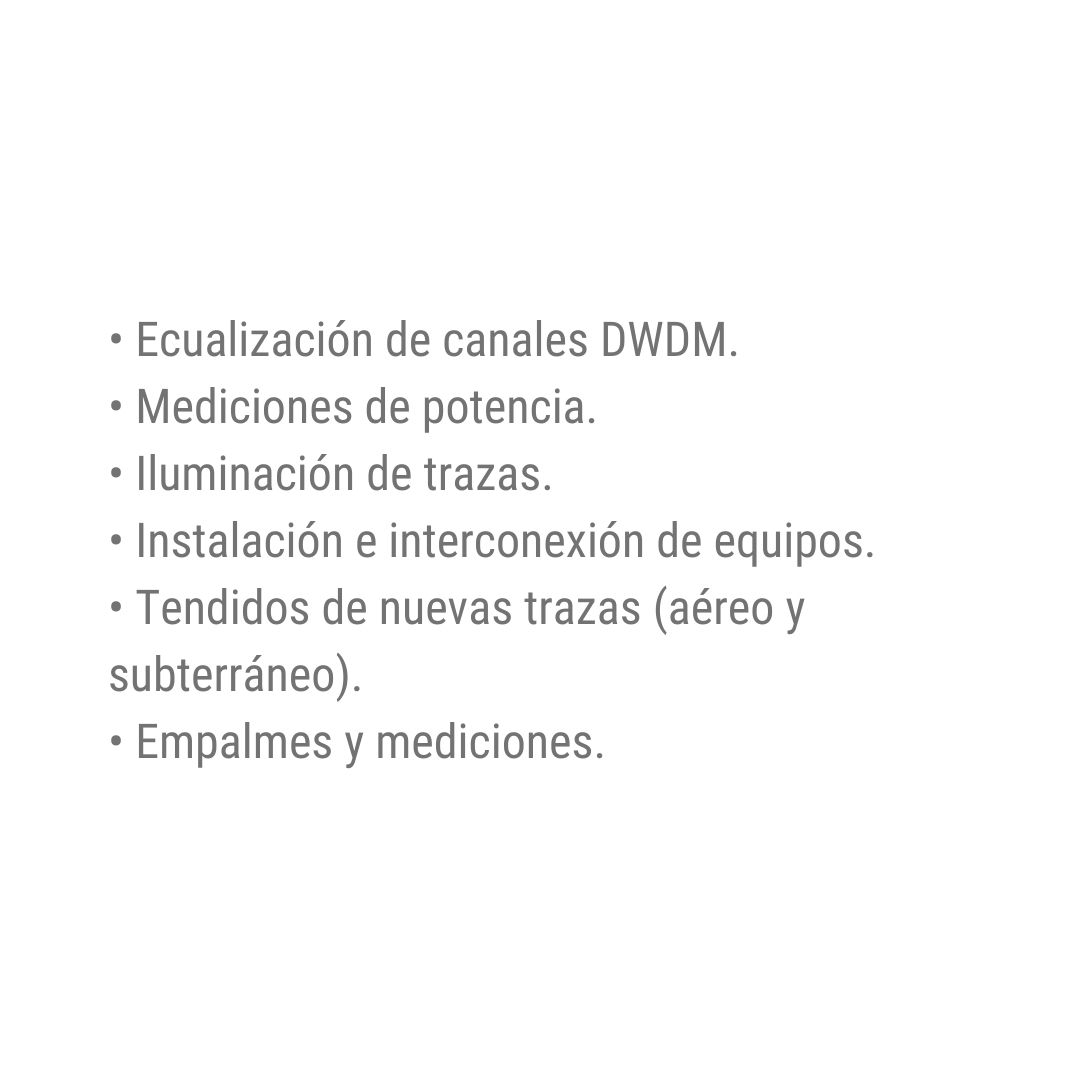 • Ecualización de canales DWDM.
• Mediciones de potencia.
• Iluminación de trazas.
• Instalación e interconexión de equipos.
• Tendidos de nuevas trazas (aéreo y
subterráneo).
• Empalmes y mediciones.